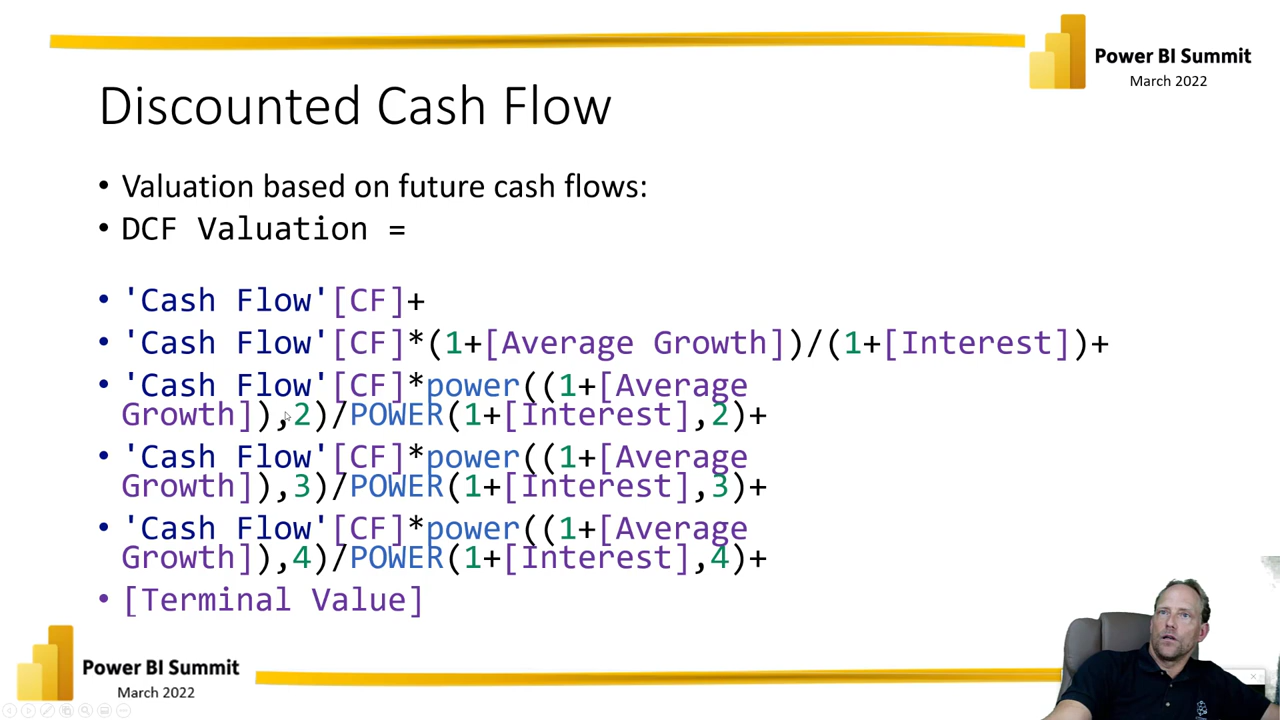 Power BI Summit
March 2022
Discounted Cash Flow
• Valuation based on future cash flows:
• DCF Valuation =
• 'Cash Flow'[CF]+
• 'Cash Flow'[CF]*(1+[Average Growth])/(1+[Interest])+
• 'Cash Flow'[CF]*power((1+[Average
Growth]),2)/POWER(1+[Interest],2)+
• 'Cash Flow'[CF]*power((1+[Average
Growth]),3)/POWER(1+[Interest],3)+
• 'Cash Flow'[CF]*power((1+[Average
Growth]),4)/POWER(1+[Interest],4)+
• [Terminal Value]
Power BI Summit
March 2022